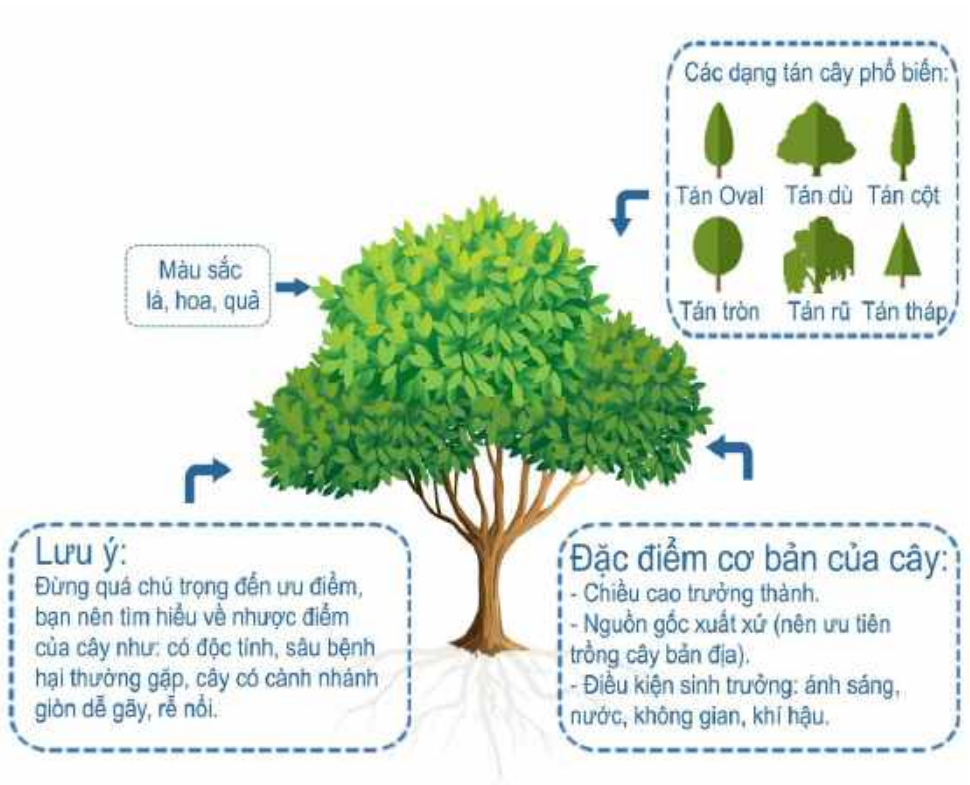 Các dạng tán cây phổ biến:
Tán Oval Tán dù Tán cột
Tán tròn Tán rũ Tán tháp
Màu sắc
lá, hoa, quả
Lưu ý:
Đừng quá chú trọng đến ưu điểm,
bạn nên tìm hiểu về nhược điểm
của cây như: có độc tính, sâu bệnh
hại thường gặp, cây có cành nhánh
giòn dễ gãy, rễ nổi.
Đặc điểm cơ bản của cây:
- Chiều cao trưởng thành.
- Nguồn gốc xuất xứ (nên ưu tiên
trồng cây bản địa).
- Điều kiện sinh trưởng: ánh sáng,
nước, không gian, khí hậu.